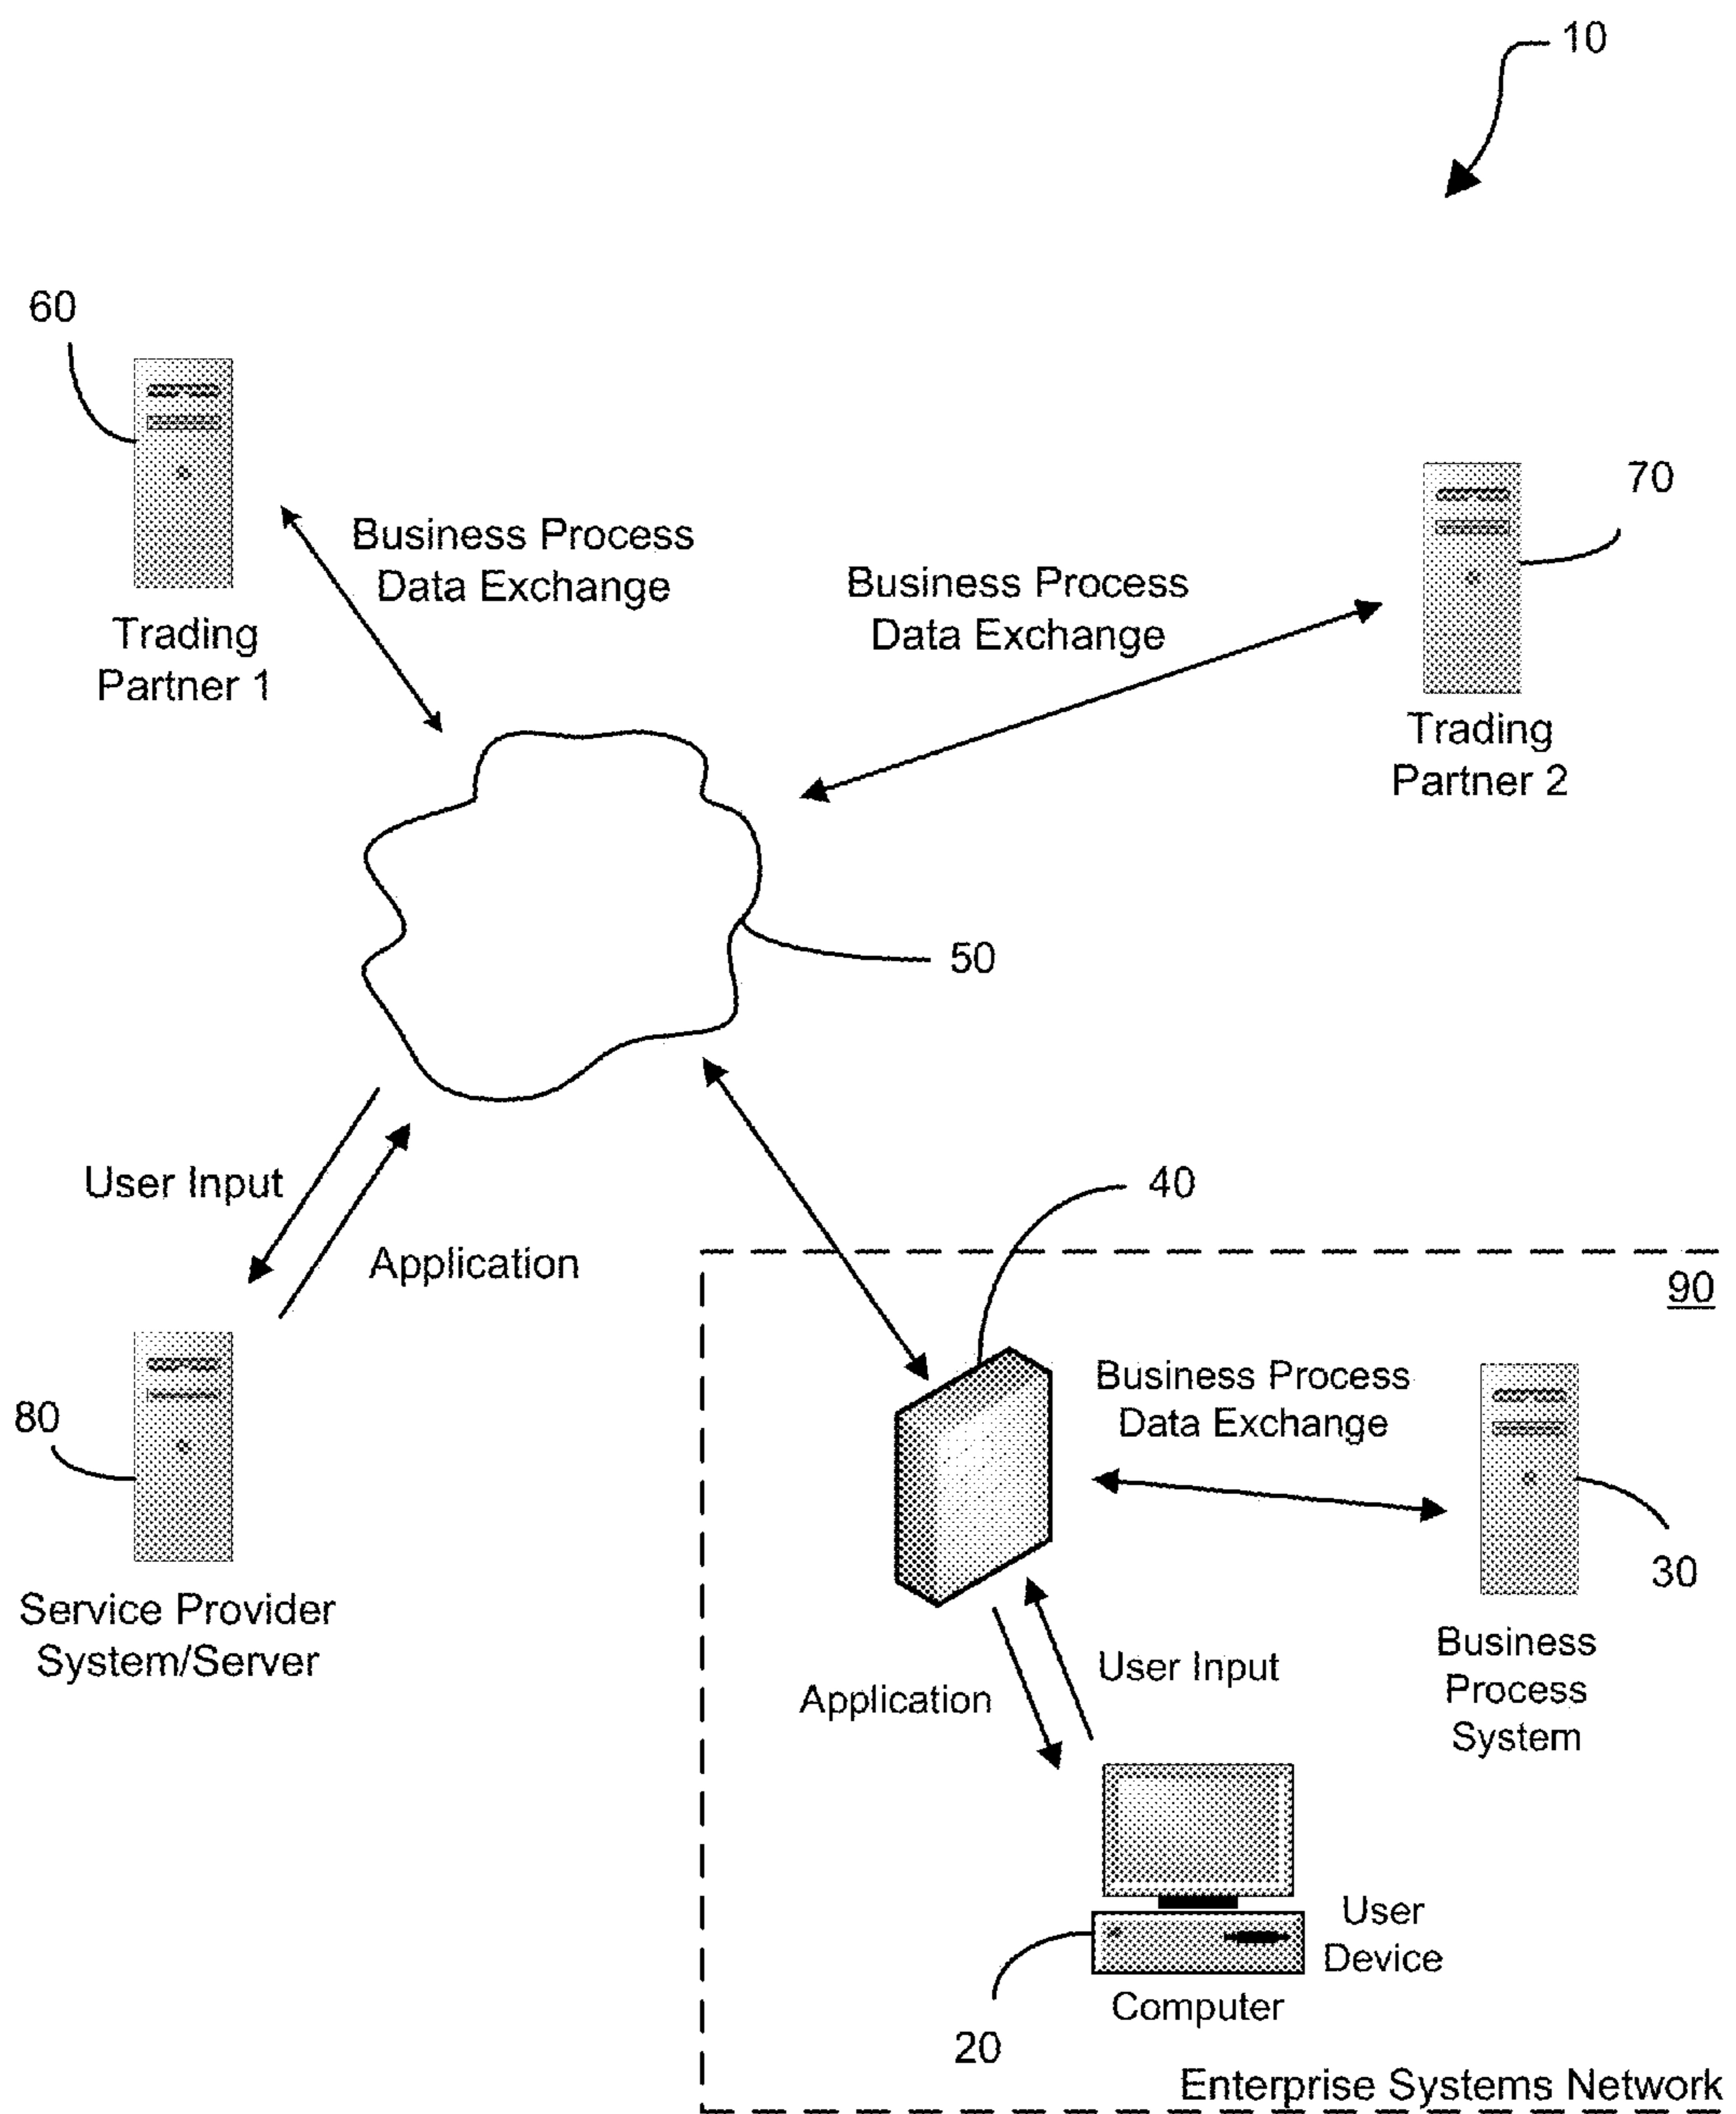 10
60
70
Business Process
Data Exchange
Business Process
Data Exchange
Trading
Partner 1
Trading
Partner 2
50
40
User Input
Application
90
Business Process
Data Exchange
80
30
Service Provider
System/Server
Business
Process
System
User Input
Application
User
Device
Computer
20
Enterprise Systems Network